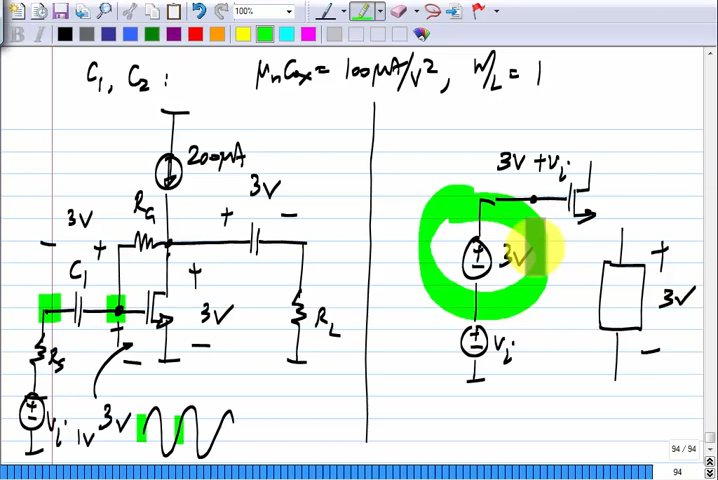 100%
C1, C2 : μnCox = 100μA/V², W/L = 1
200μA
3V + vi
3V
RG
+ 3V −
− 3V +
C1
+ 3V −
RL
RS
+ −
vi 1V 3V
+ − 3V
+ − vi
+ 3V −
94 / 94
94